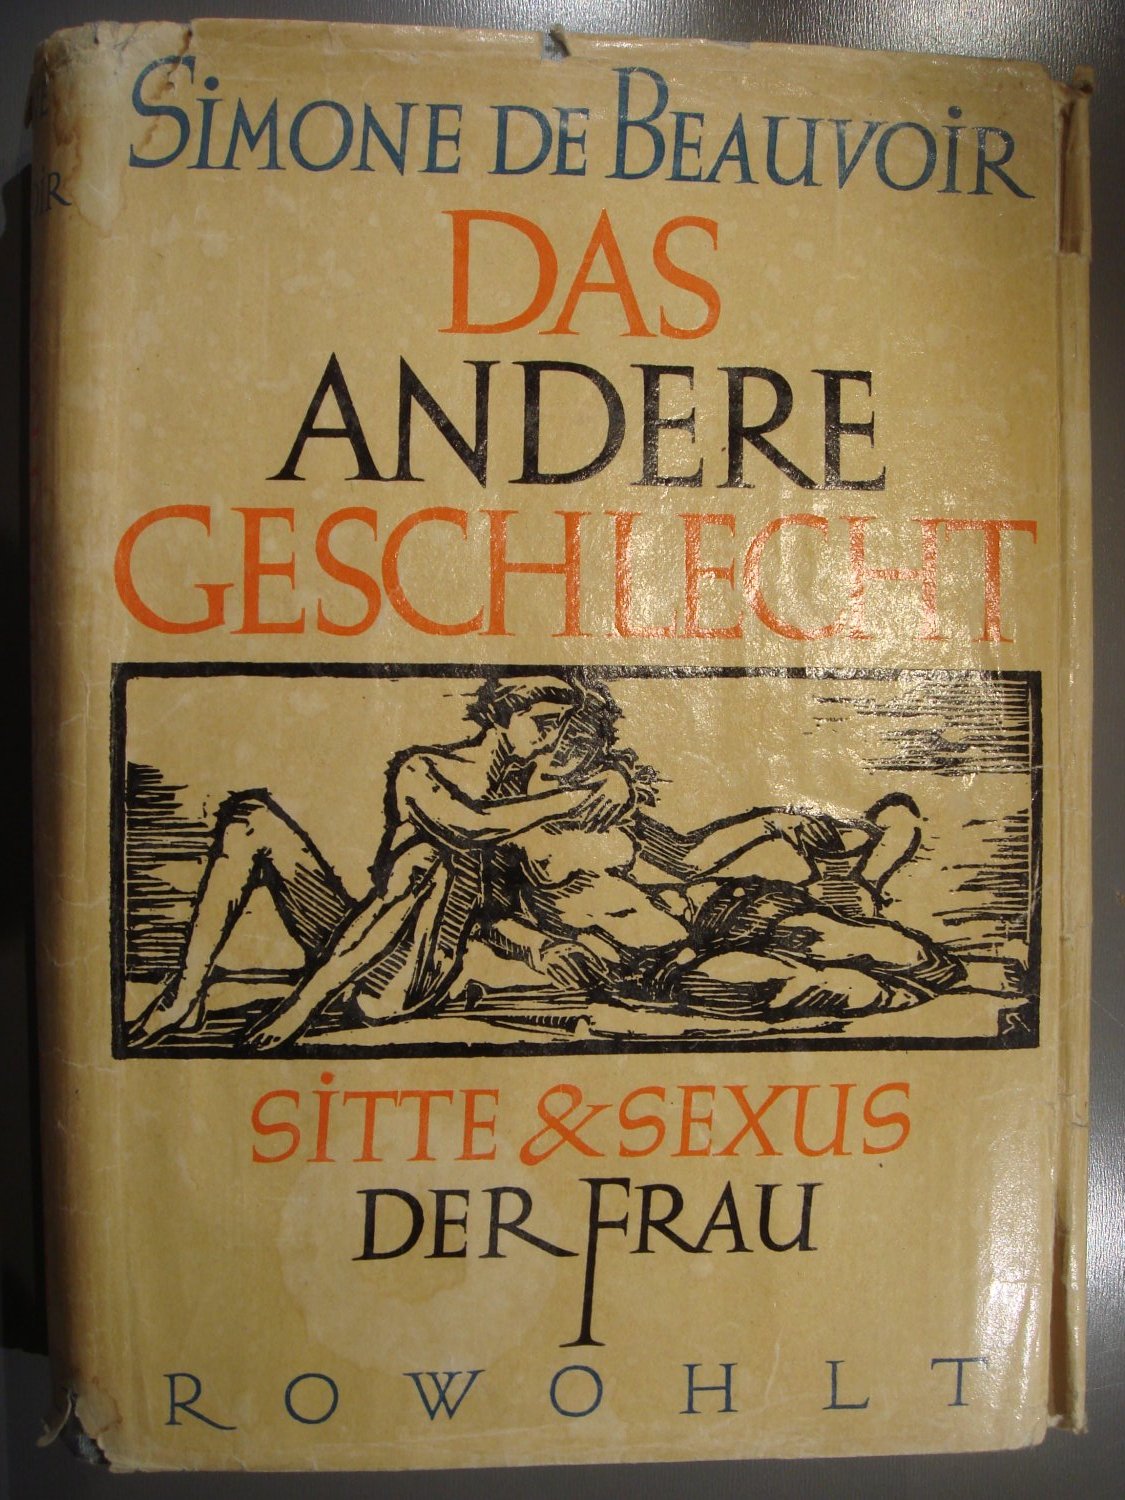 SiMONE DE BEAUVOiR
DAS
ANDERE
GESCHLECHT
SiTTE & SEXUS
DER FRAU
ROWOHLT